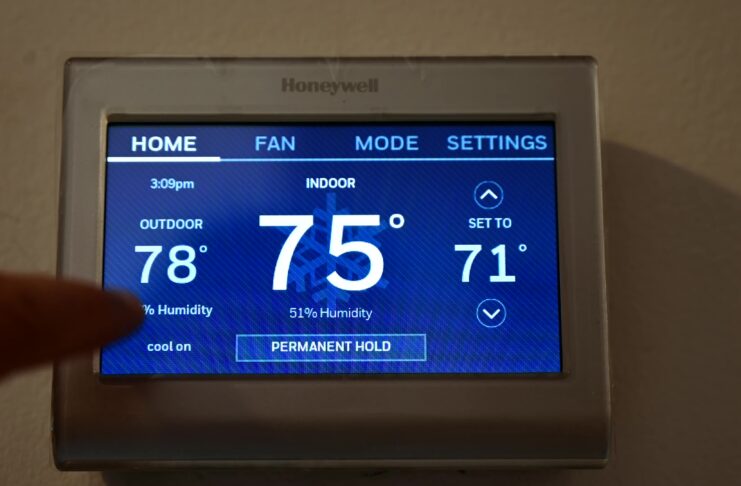 Honeywell
HOME FAN MODE SETTINGS
3:09pm
INDOOR
OUTDOOR
SET TO
78°
75°
71°
% Humidity
51% Humidity
cool on
PERMANENT HOLD